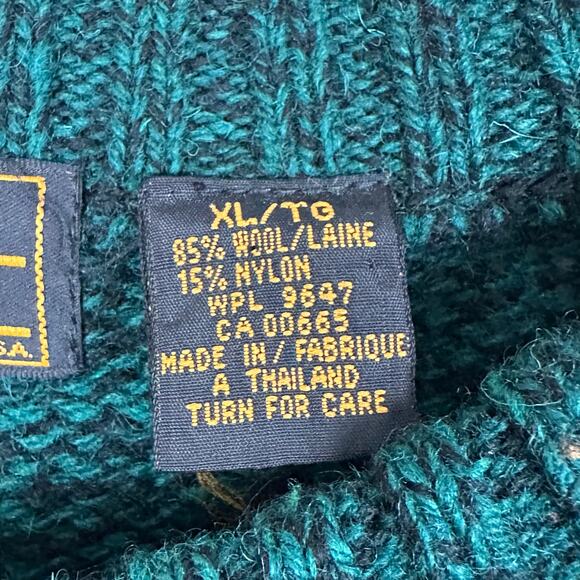 XL/TG
85% WOOL/LAINE
15% NYLON
WPL 9647
CA 00665
MADE IN/FABRIQUE
A THAILAND
TURN FOR CARE
S.A.